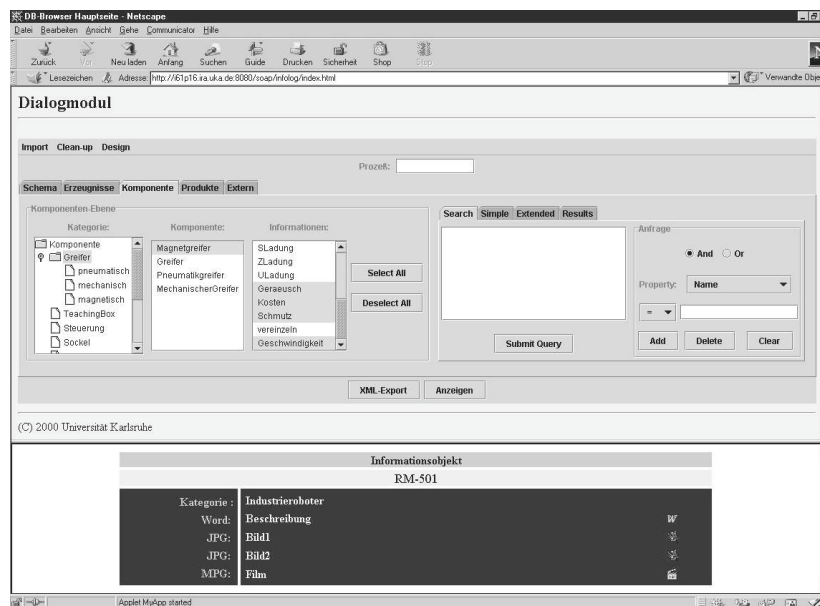 DB-Browser Hauptseite - Netscape
Datei Bearbeiten Ansicht Gehe Communicator Hilfe
Zurück Vor Neu laden Anfang Suchen Guide Drucken Sicherheit Shop Stop
Lesezeichen Adresse: http://i61p16.ira.uka.de:8080/soap/infolog/index.html Verwandte Obje
Dialogmodul
Import Clean-up Design
Prozeß:
Schema Erzeugnisse Komponente Produkte Extern
Komponenten-Ebene
Kategorie: Komponente: Informationen:
Komponente
Greifer
pneumatisch
mechanisch
magnetisch
TeachingBox
Steuerung
Sockel
Magnetgreifer
Greifer
Pneumatikgreifer
MechanischerGreifer
SLadung
ZLadung
ULadung
Geraeusch
Kosten
Schmutz
vereinzeln
Geschwindigkeit
Select All
Deselect All
Search Simple Extended Results
Submit Query
Anfrage
And Or
Property: Name
=
Add Delete Clear
XML-Export Anzeigen
(C) 2000 Universität Karlsruhe
Informationsobjekt
RM-501
Kategorie : Industrieroboter
Word: Beschreibung W
JPG: Bild1
JPG: Bild2
MPG: Film
Applet MyApp started